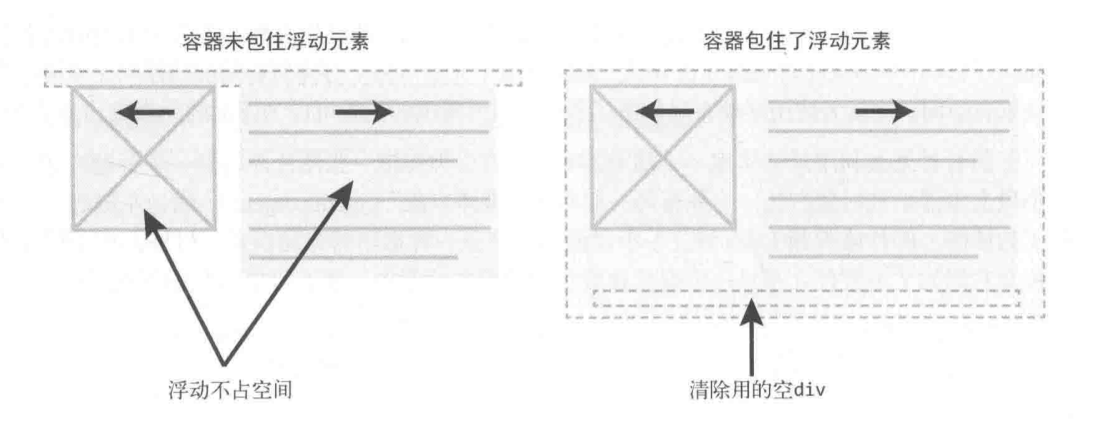 容器未包住浮动元素
容器包住了浮动元素
浮动不占空间
清除用的空div